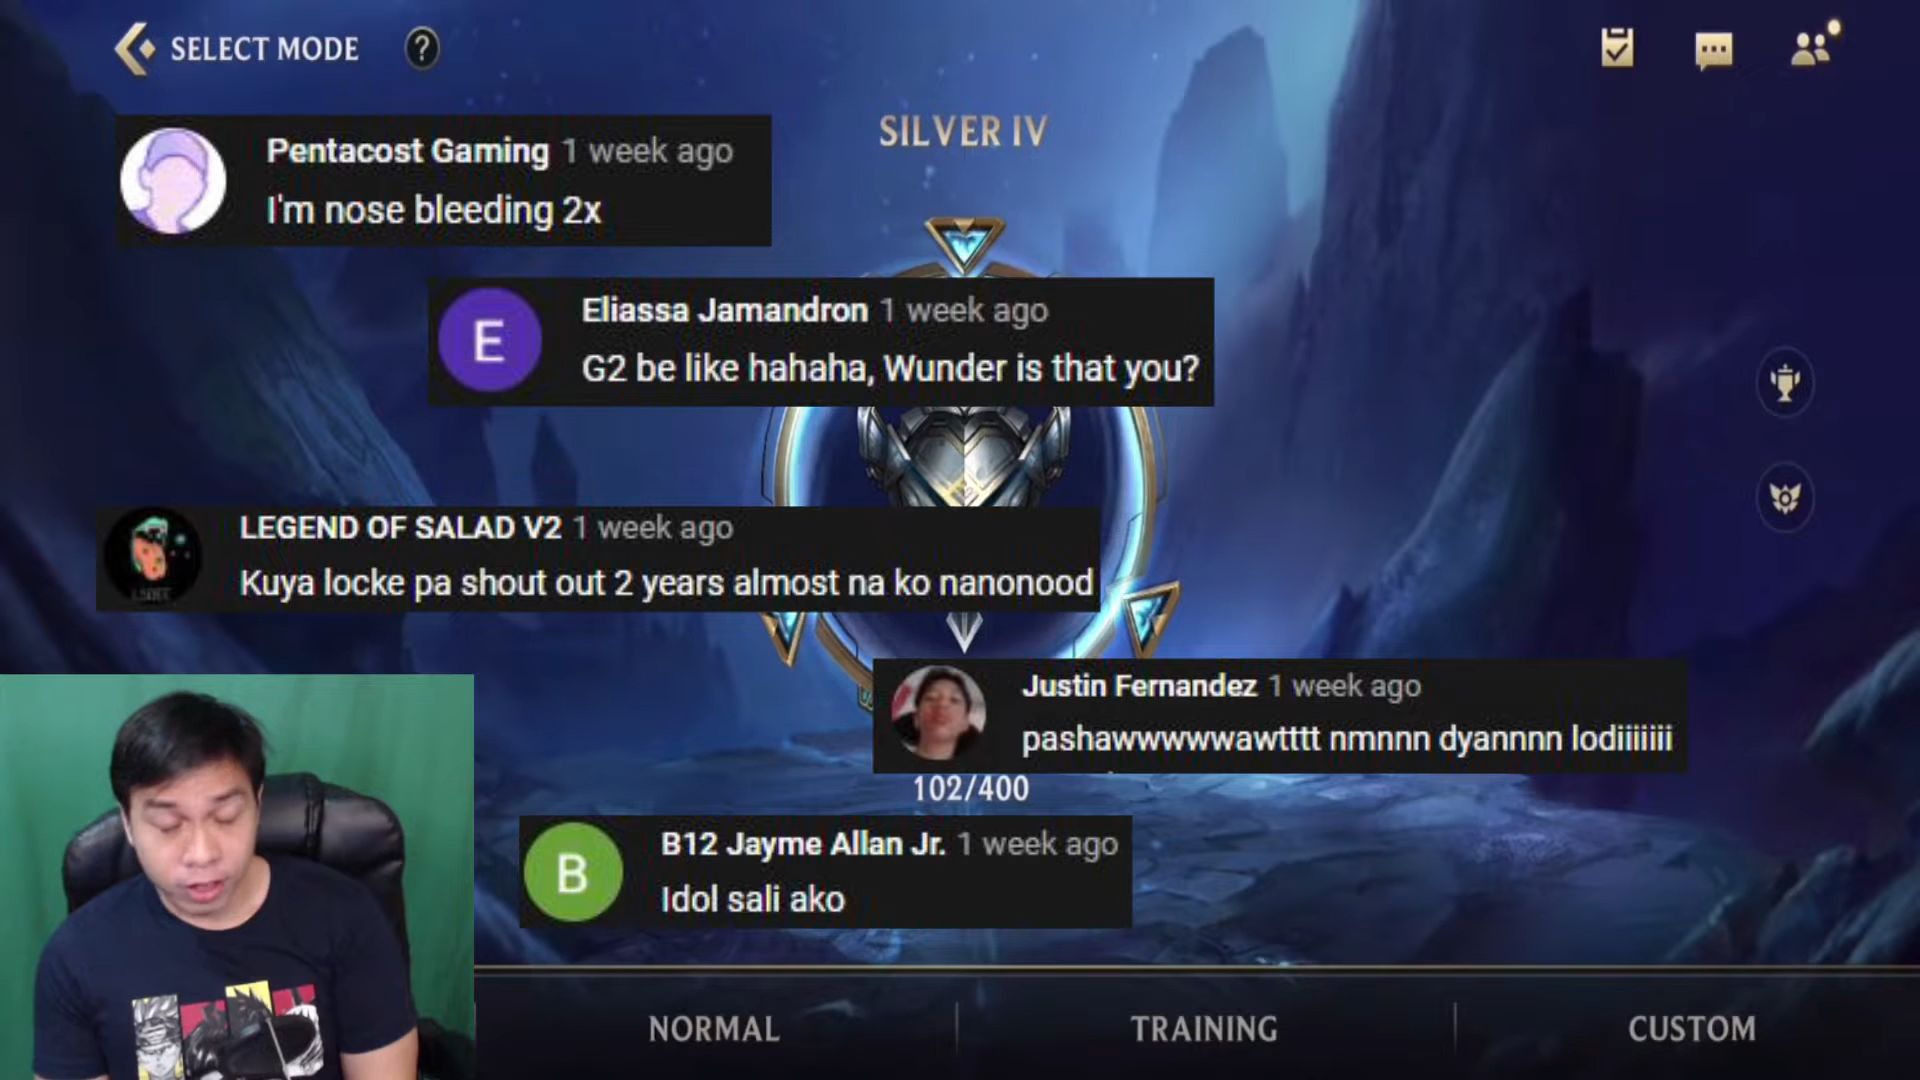 SELECT MODE ?
SILVER IV
Pentacost Gaming 1 week ago
I'm nose bleeding 2x
E
Eliassa Jamandron 1 week ago
G2 be like hahaha, Wunder is that you?
LEGEND OF SALAD V2 1 week ago
Kuya locke pa shout out 2 years almost na ko nanonood
Justin Fernandez 1 week ago
pashawwwwwawtttt nmnnn dyannnn lodiiiiiii
102/400
B
B12 Jayme Allan Jr. 1 week ago
Idol sali ako
NORMAL
TRAINING
CUSTOM